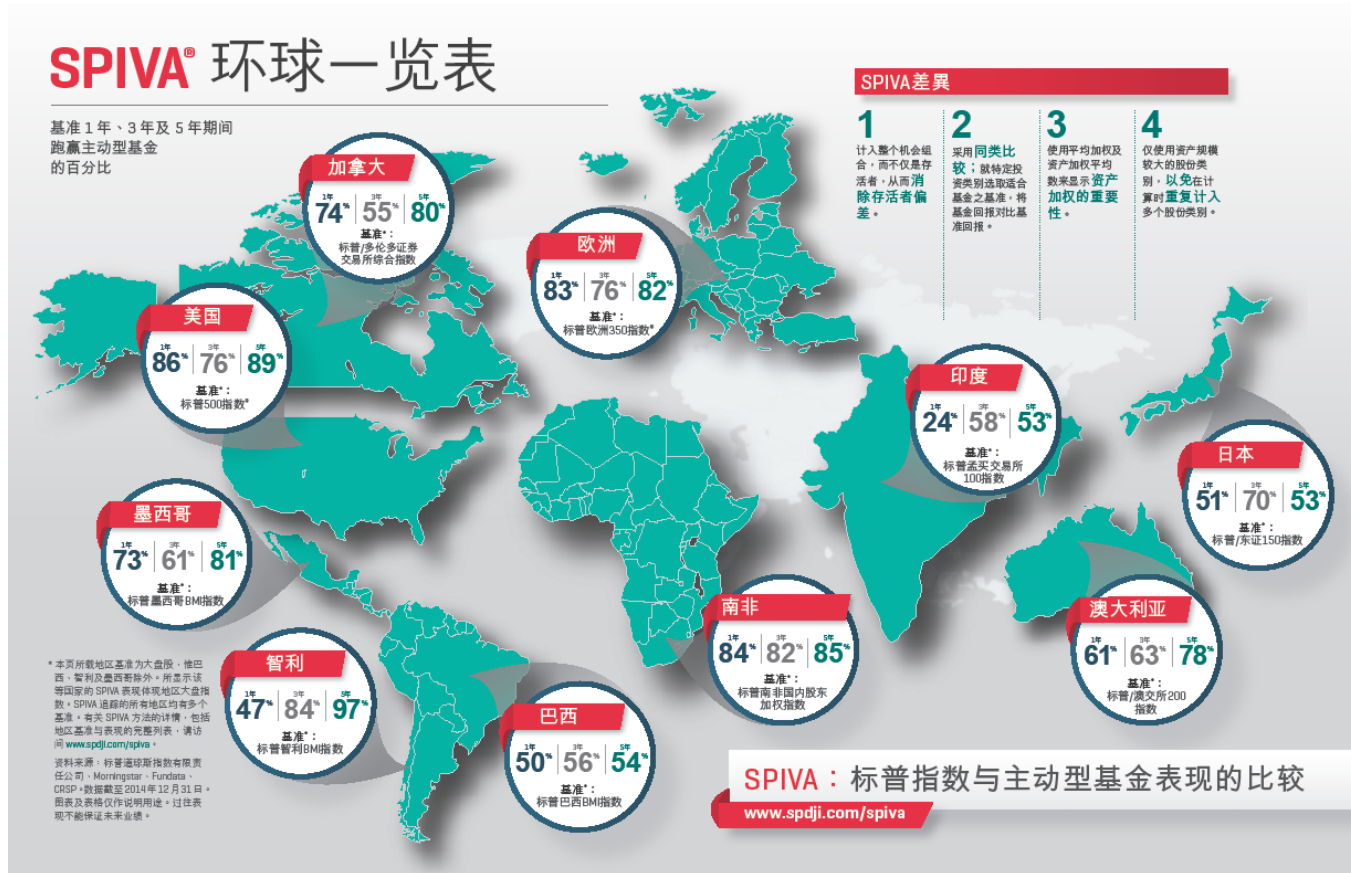 SPIVA® 环球一览表
基准 1 年、3 年及 5 年期间
跑赢主动型基金
的百分比
SPIVA差異
1
计入整个机会组
合，而不仅是存
活者，从而消
除存活者偏
差。
2
采用同类比
较；就特定投
资类别选取适合
基金之基准，将
基金回报对比基
准回报。
3
使用平均加权及
资产加权平均
数来显示资产
加权的重要
性。
4
仅使用资产规模
较大的股份类
别，以免在计
算时重复计入
多个股份类别。
加拿大
1年 3年 5年
74% 55% 80%
基准*：
标普/多伦多证券
交易所综合指数
欧洲
1年 3年 5年
83% 76% 82%
基准*：
标普欧洲350指数®
美国
1年 3年 5年
86% 76% 89%
基准*：
标普500指数®
印度
1年 3年 5年
24% 58% 53%
基准*：
标普孟买交易所
100指数
日本
1年 3年 5年
51% 70% 53%
基准*：
标普/东证150指数
墨西哥
1年 3年 5年
73% 61% 81%
基准*：
标普墨西哥BMI指数
南非
1年 3年 5年
84% 82% 85%
基准*：
标普南非国内股东
加权指数
澳大利亚
1年 3年 5年
61% 63% 78%
基准*：
标普/澳交所200
指数
智利
1年 3年 5年
47% 84% 97%
基准*：
标普智利BMI指数
巴西
1年 3年 5年
50% 56% 54%
基准*：
标普巴西BMI指数
* 本页所载地区基准为大盘股，惟巴
西、智利及墨西哥除外。所显示该
等国家的 SPIVA 表现体现地区大盘指
数。SPIVA 追踪的所有地区均有多个
基准。有关 SPIVA 方法的详情，包括
地区基准与表现的完整列表，请访
问 www.spdji.com/spiva。
资料来源：标普道琼斯指数有限责
任公司、Morningstar、Fundata、
CRSP。数据截至 2014 年 12 月 31 日。
图表及表格仅作说明用途。过往表
现不能保证未来业绩。
SPIVA：标普指数与主动型基金表现的比较
www.spdji.com/spiva